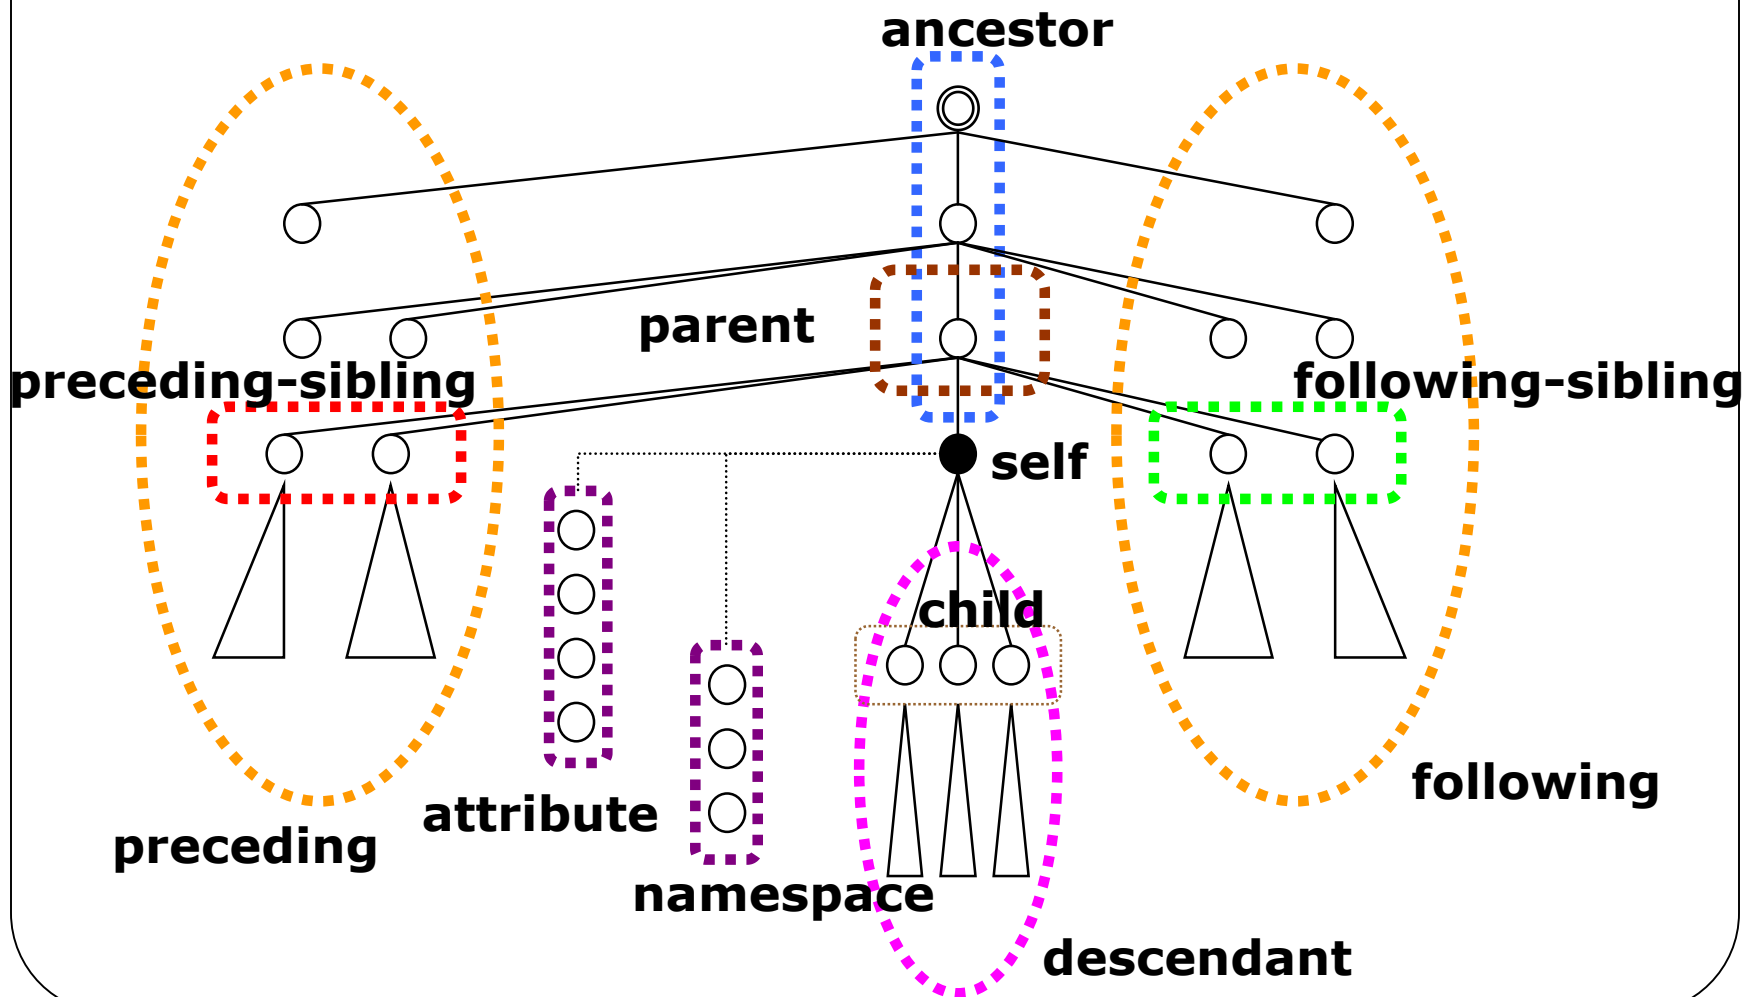 ancestor
parent
preceding-sibling
following-sibling
self
child
following
attribute
preceding
namespace
descendant